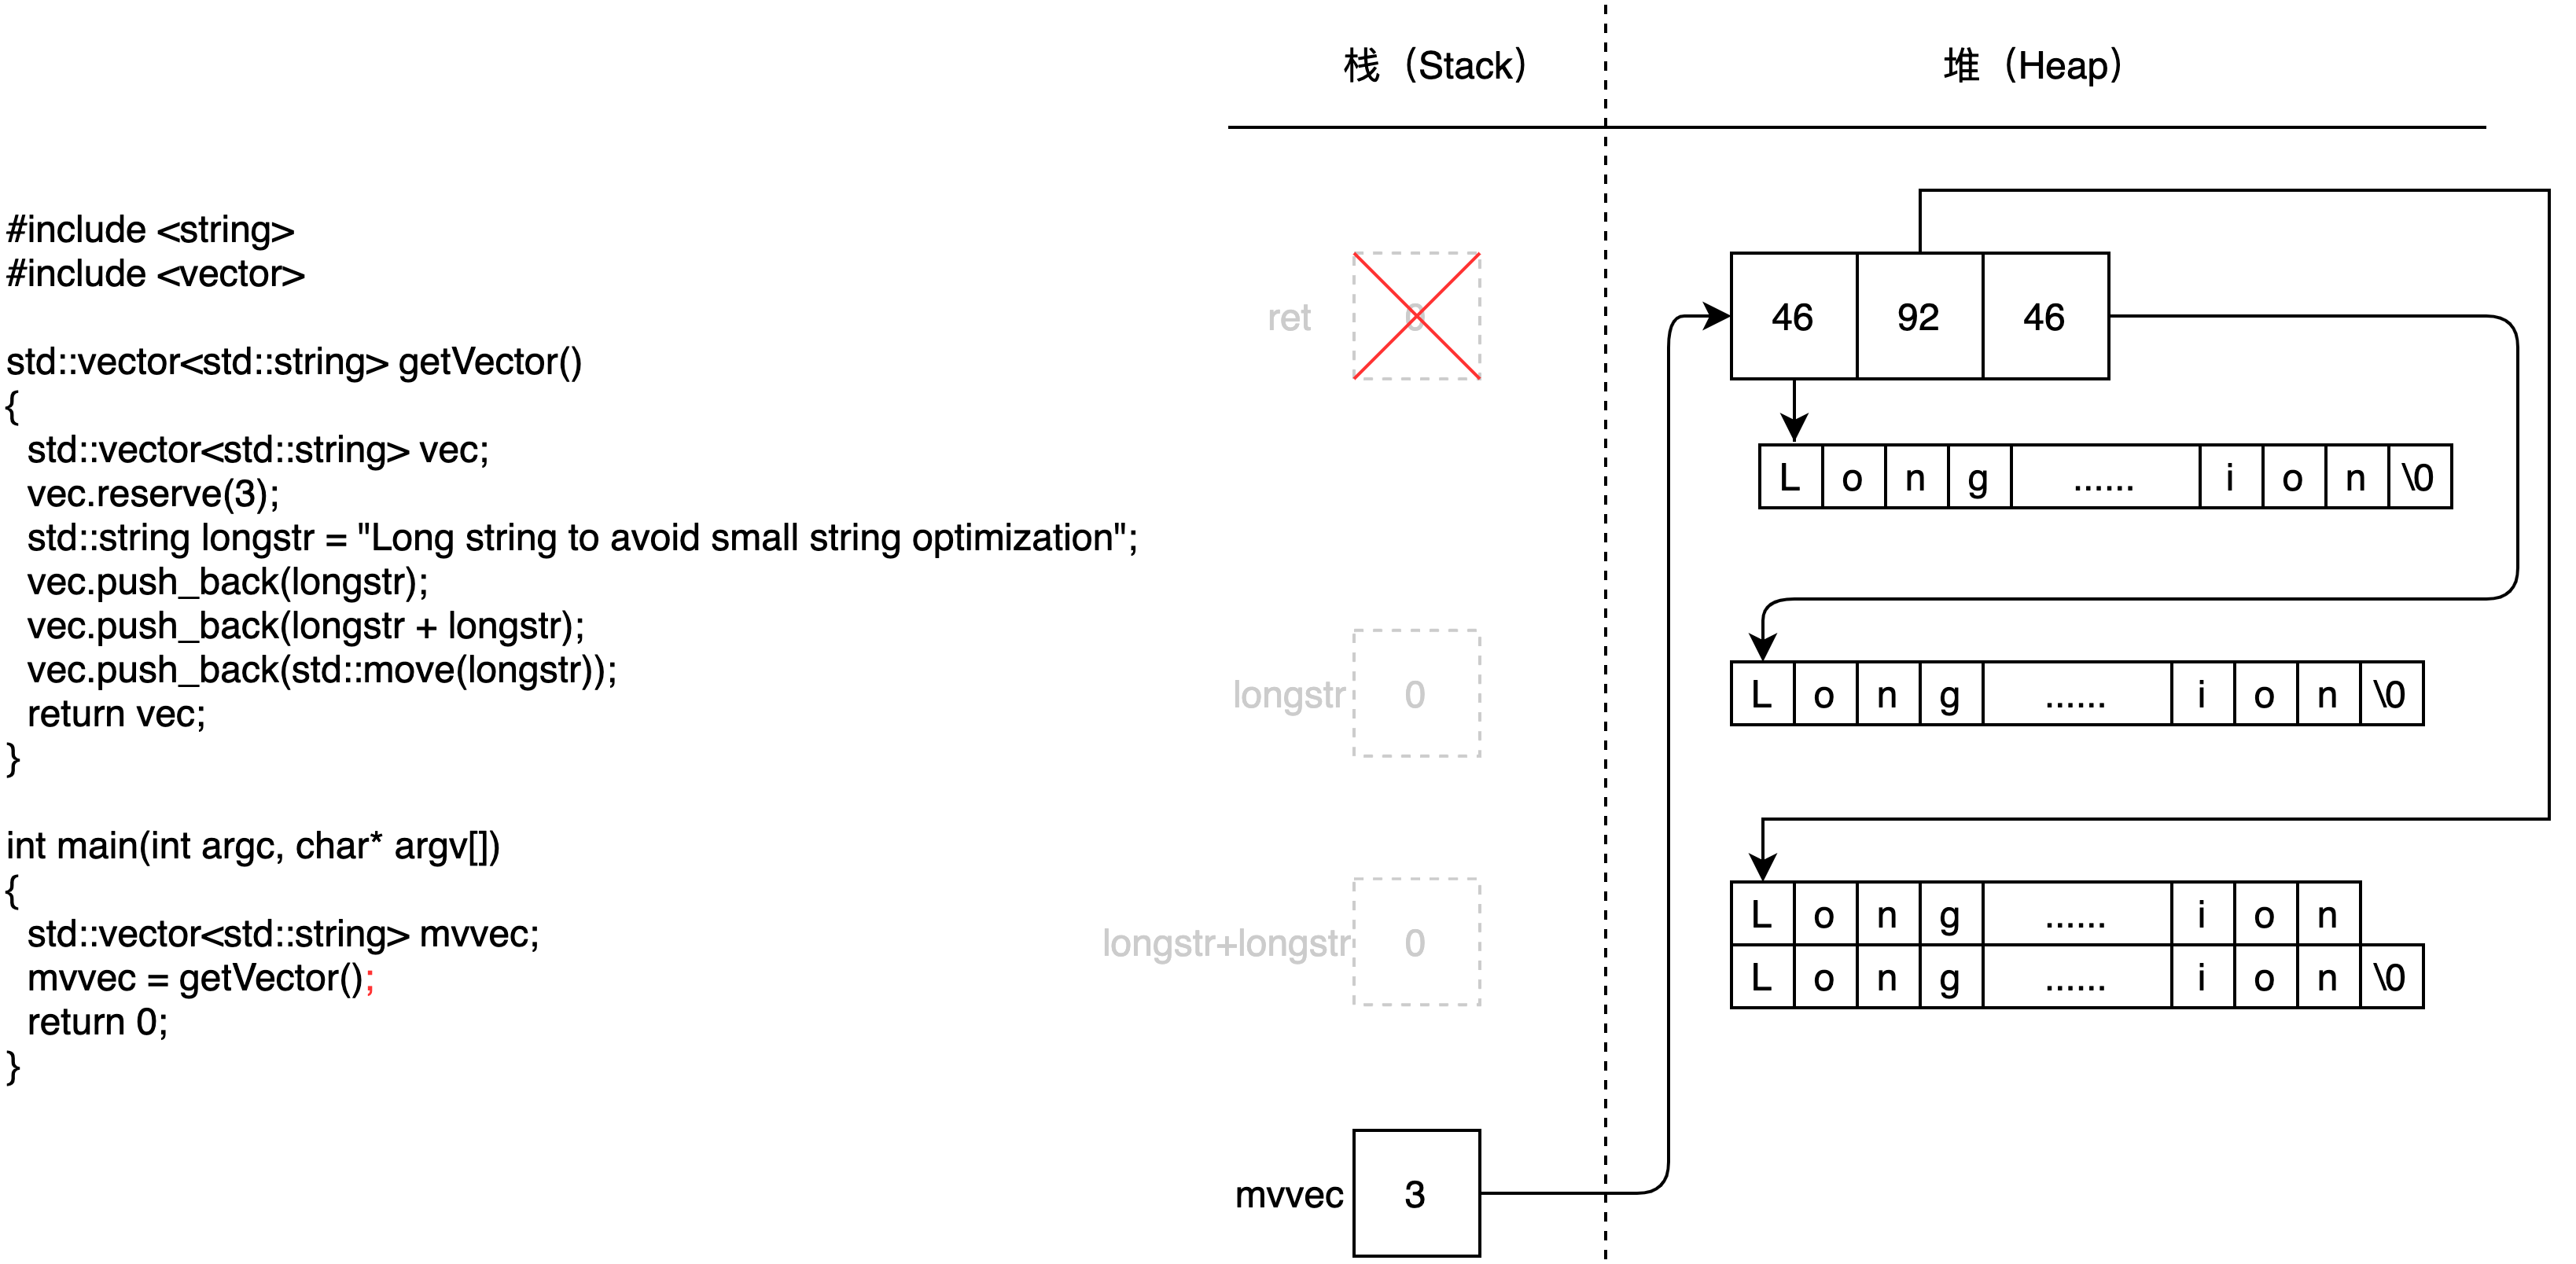 栈（Stack）
堆（Heap）
#include <string>
#include <vector>
std::vector<std::string> getVector()
{
std::vector<std::string> vec;
vec.reserve(3);
std::string longstr = "Long string to avoid small string optimization";
vec.push_back(longstr);
vec.push_back(longstr + longstr);
vec.push_back(std::move(longstr));
return vec;
}
int main(int argc, char* argv[])
{
std::vector<std::string> mvvec;
mvvec = getVector();
return 0;
}
ret
0
longstr
0
longstr+longstr
0
mvvec
3
46 92 46
L o n g ...... i o n \0
L o n g ...... i o n \0
L o n g ...... i o n
L o n g ...... i o n \0